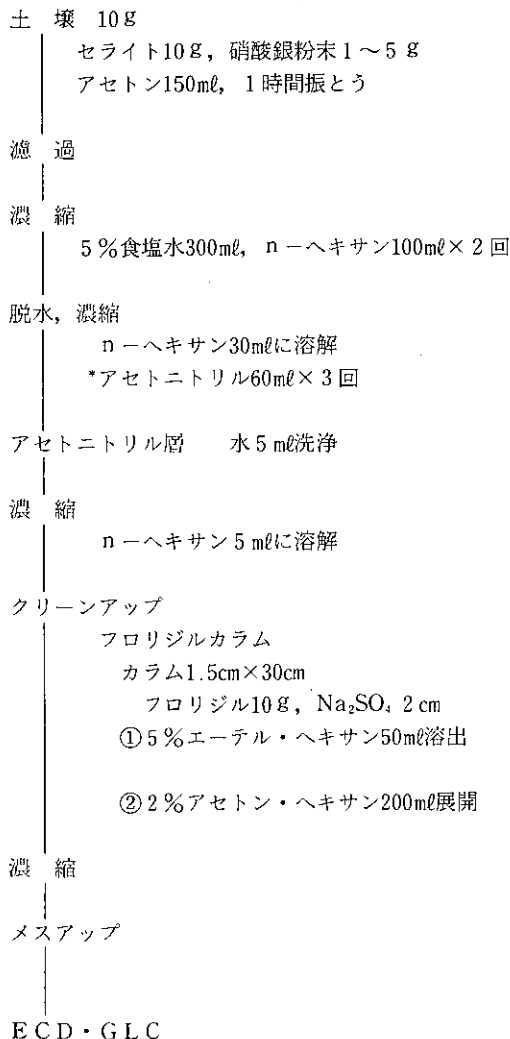 土　壌　10ｇ
セライト10ｇ，硝酸銀粉末１～５ｇ
アセトン150mℓ，１時間振とう
濾　過
濃　縮
５％食塩水300mℓ，ｎ－ヘキサン100mℓ×２回
脱水，濃縮
ｎ－ヘキサン30mℓに溶解
*アセトニトリル60mℓ×３回
アセトニトリル層　　水５mℓ洗浄
濃　縮
ｎ－ヘキサン５mℓに溶解
クリーンアップ
フロリジルカラム
カラム1.5cm×30cm
フロリジル10ｇ，Na₂SO₄ ２cm
①５％エーテル・ヘキサン50mℓ溶出
②２％アセトン・ヘキサン200mℓ展開
濃　縮
メスアップ
ＥＣＤ・ＧＬＣ